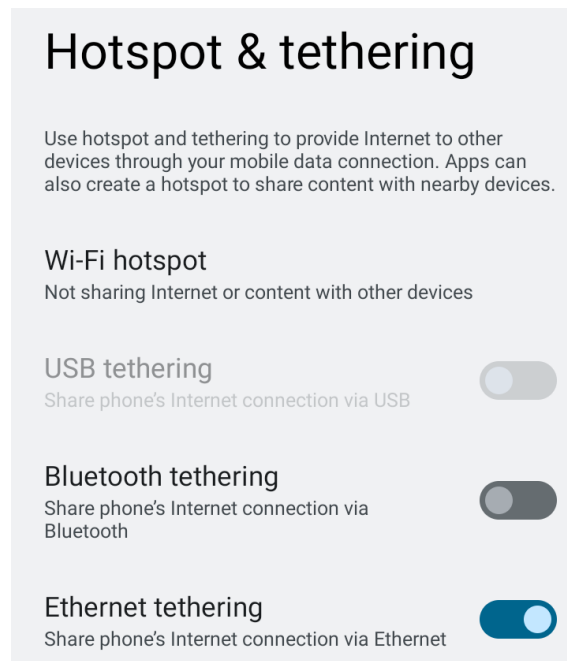 Hotspot & tethering
Use hotspot and tethering to provide Internet to other
devices through your mobile data connection. Apps can
also create a hotspot to share content with nearby devices.
Wi-Fi hotspot
Not sharing Internet or content with other devices
USB tethering
Share phone's Internet connection via USB
Bluetooth tethering
Share phone's Internet connection via
Bluetooth
Ethernet tethering
Share phone's Internet connection via Ethernet